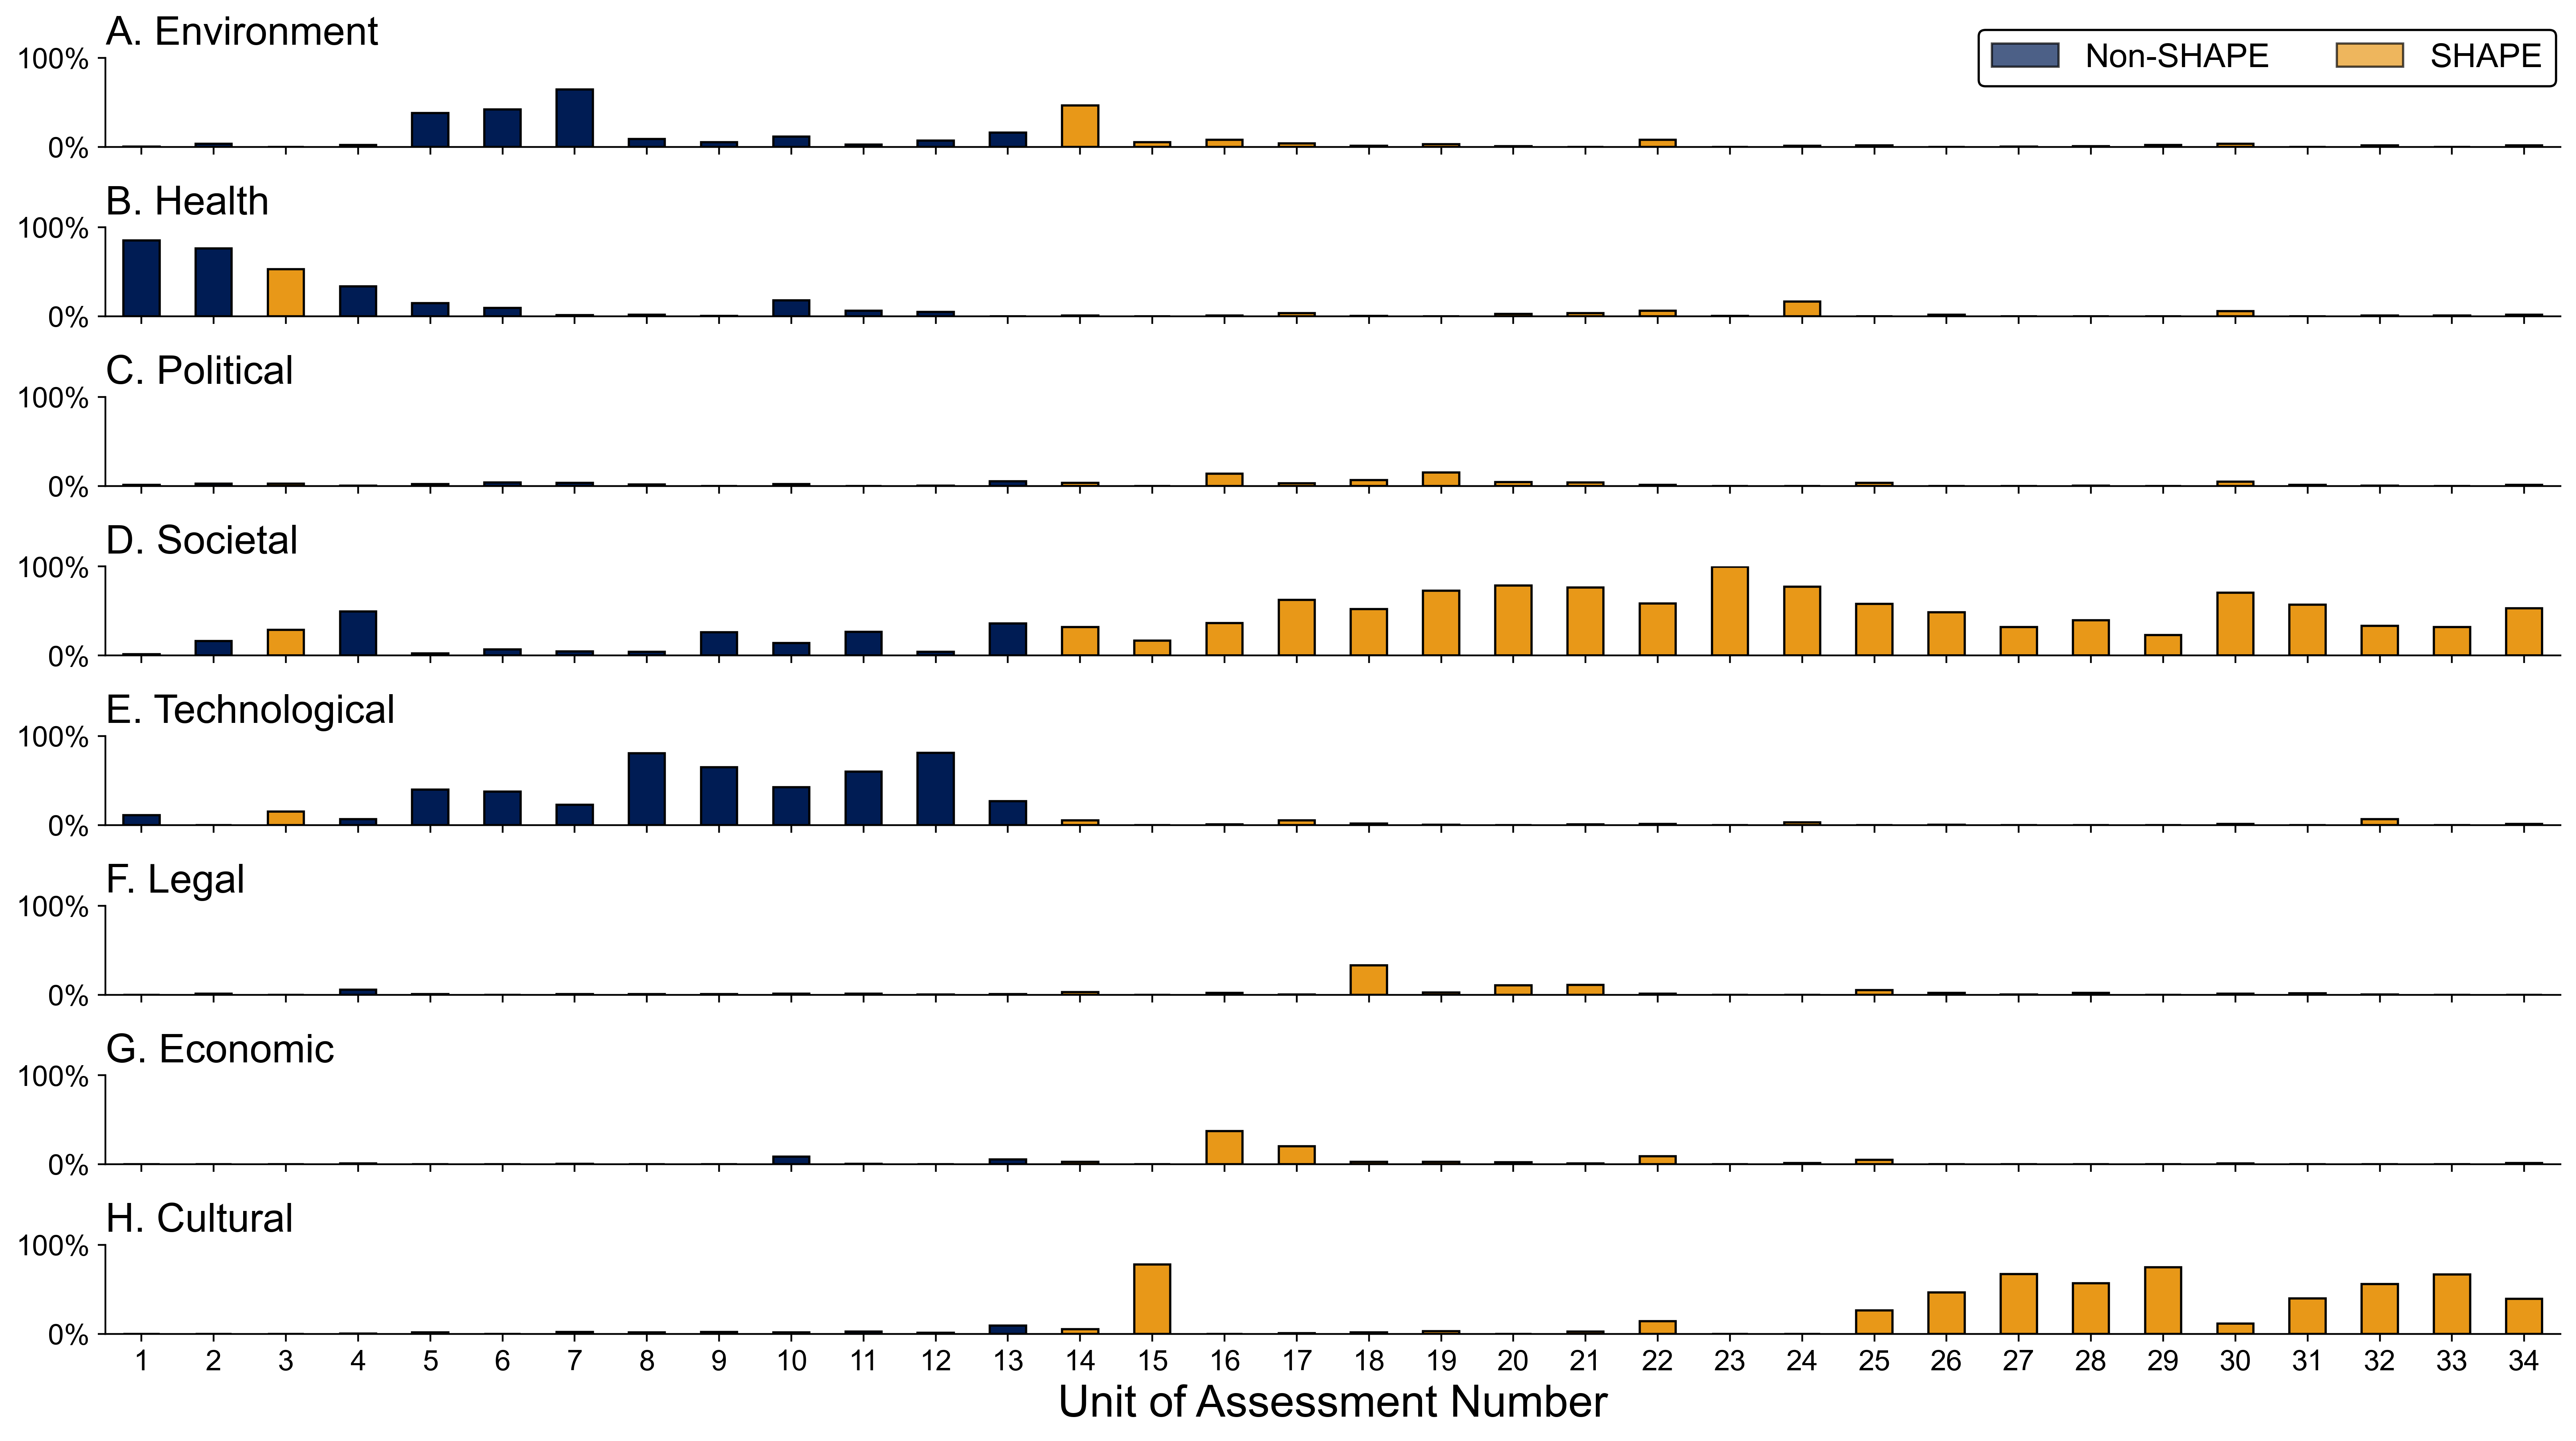 A. Environment
Non-SHAPE SHAPE
100%
0%
B. Health
100%
0%
C. Political
100%
0%
D. Societal
100%
0%
E. Technological
100%
0%
F. Legal
100%
0%
G. Economic
100%
0%
H. Cultural
100%
0%
1 2 3 4 5 6 7 8 9 10 11 12 13 14 15 16 17 18 19 20 21 22 23 24 25 26 27 28 29 30 31 32 33 34
Unit of Assessment Number